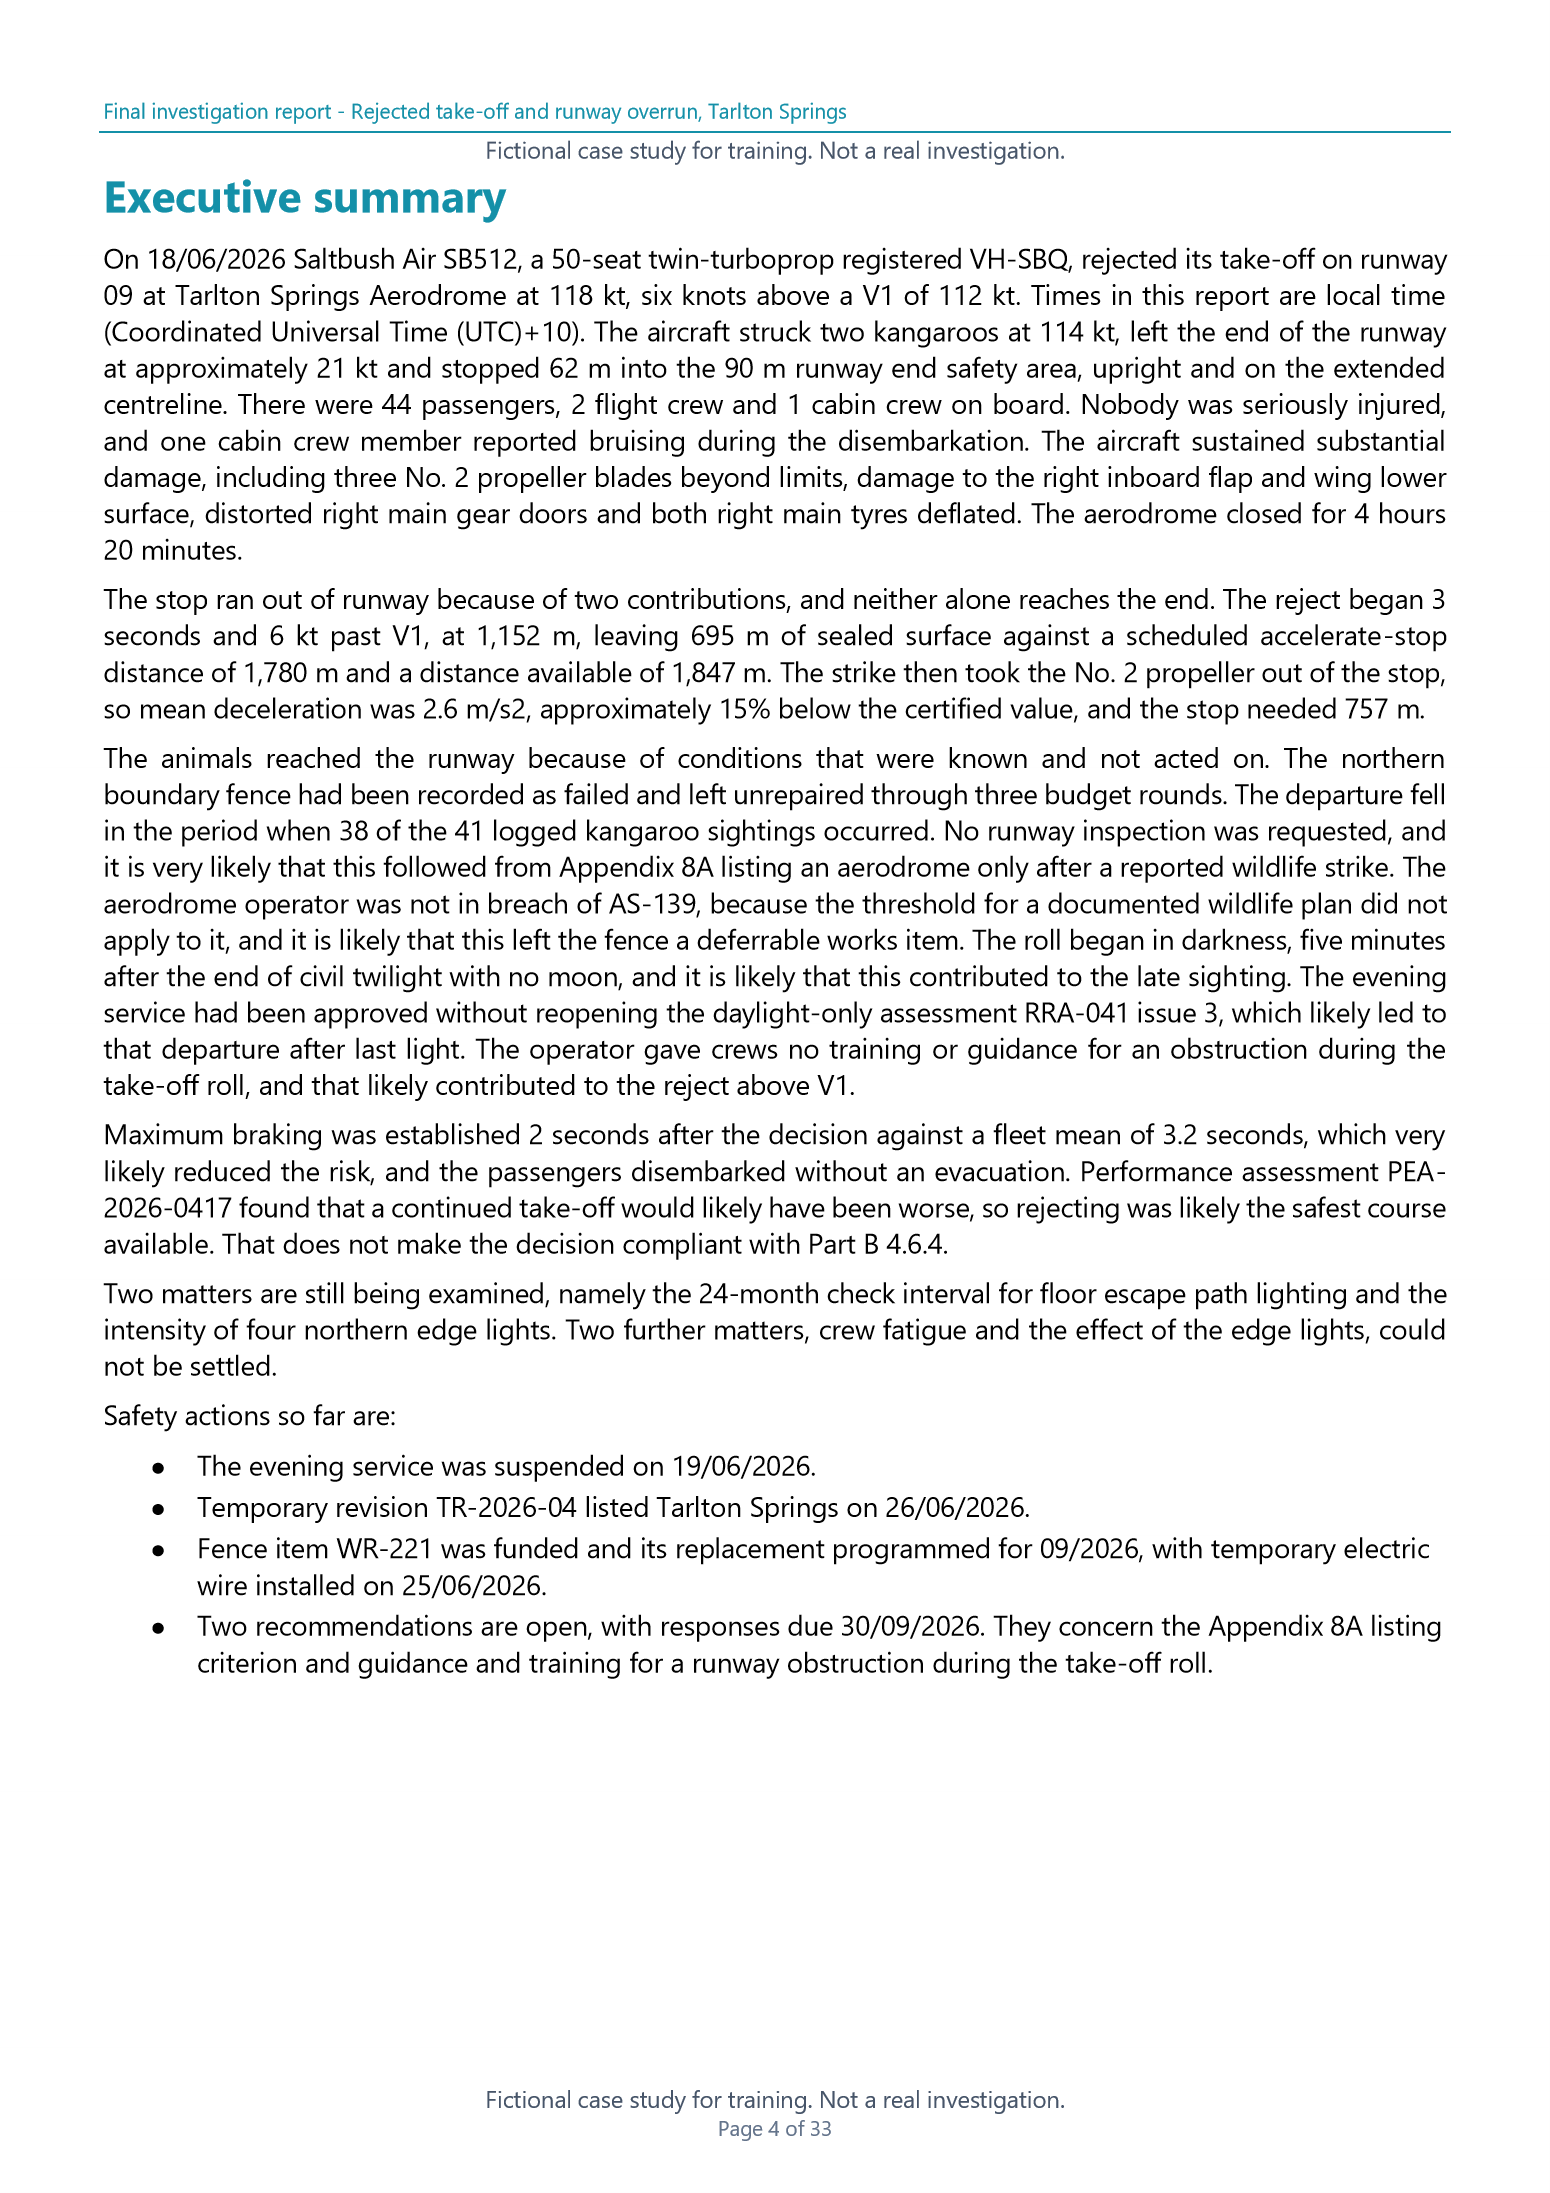 Final investigation report - Rejected take-off and runway overrun, Tarlton Springs
Fictional case study for training. Not a real investigation.
Executive summary
On 18/06/2026 Saltbush Air SB512, a 50-seat twin-turboprop registered VH-SBQ, rejected its take-off on runway
09 at Tarlton Springs Aerodrome at 118 kt, six knots above a V1 of 112 kt. Times in this report are local time
(Coordinated Universal Time (UTC)+10). The aircraft struck two kangaroos at 114 kt, left the end of the runway
at approximately 21 kt and stopped 62 m into the 90 m runway end safety area, upright and on the extended
centreline. There were 44 passengers, 2 flight crew and 1 cabin crew on board. Nobody was seriously injured,
and one cabin crew member reported bruising during the disembarkation. The aircraft sustained substantial
damage, including three No. 2 propeller blades beyond limits, damage to the right inboard flap and wing lower
surface, distorted right main gear doors and both right main tyres deflated. The aerodrome closed for 4 hours
20 minutes.
The stop ran out of runway because of two contributions, and neither alone reaches the end. The reject began 3
seconds and 6 kt past V1, at 1,152 m, leaving 695 m of sealed surface against a scheduled accelerate-stop
distance of 1,780 m and a distance available of 1,847 m. The strike then took the No. 2 propeller out of the stop,
so mean deceleration was 2.6 m/s2, approximately 15% below the certified value, and the stop needed 757 m.
The animals reached the runway because of conditions that were known and not acted on. The northern
boundary fence had been recorded as failed and left unrepaired through three budget rounds. The departure fell
in the period when 38 of the 41 logged kangaroo sightings occurred. No runway inspection was requested, and
it is very likely that this followed from Appendix 8A listing an aerodrome only after a reported wildlife strike. The
aerodrome operator was not in breach of AS-139, because the threshold for a documented wildlife plan did not
apply to it, and it is likely that this left the fence a deferrable works item. The roll began in darkness, five minutes
after the end of civil twilight with no moon, and it is likely that this contributed to the late sighting. The evening
service had been approved without reopening the daylight-only assessment RRA-041 issue 3, which likely led to
that departure after last light. The operator gave crews no training or guidance for an obstruction during the
take-off roll, and that likely contributed to the reject above V1.
Maximum braking was established 2 seconds after the decision against a fleet mean of 3.2 seconds, which very
likely reduced the risk, and the passengers disembarked without an evacuation. Performance assessment PEA-
2026-0417 found that a continued take-off would likely have been worse, so rejecting was likely the safest course
available. That does not make the decision compliant with Part B 4.6.4.
Two matters are still being examined, namely the 24-month check interval for floor escape path lighting and the
intensity of four northern edge lights. Two further matters, crew fatigue and the effect of the edge lights, could
not be settled.
Safety actions so far are:
● The evening service was suspended on 19/06/2026.
● Temporary revision TR-2026-04 listed Tarlton Springs on 26/06/2026.
● Fence item WR-221 was funded and its replacement programmed for 09/2026, with temporary electric
wire installed on 25/06/2026.
● Two recommendations are open, with responses due 30/09/2026. They concern the Appendix 8A listing
criterion and guidance and training for a runway obstruction during the take-off roll.
Fictional case study for training. Not a real investigation.
Page 4 of 33